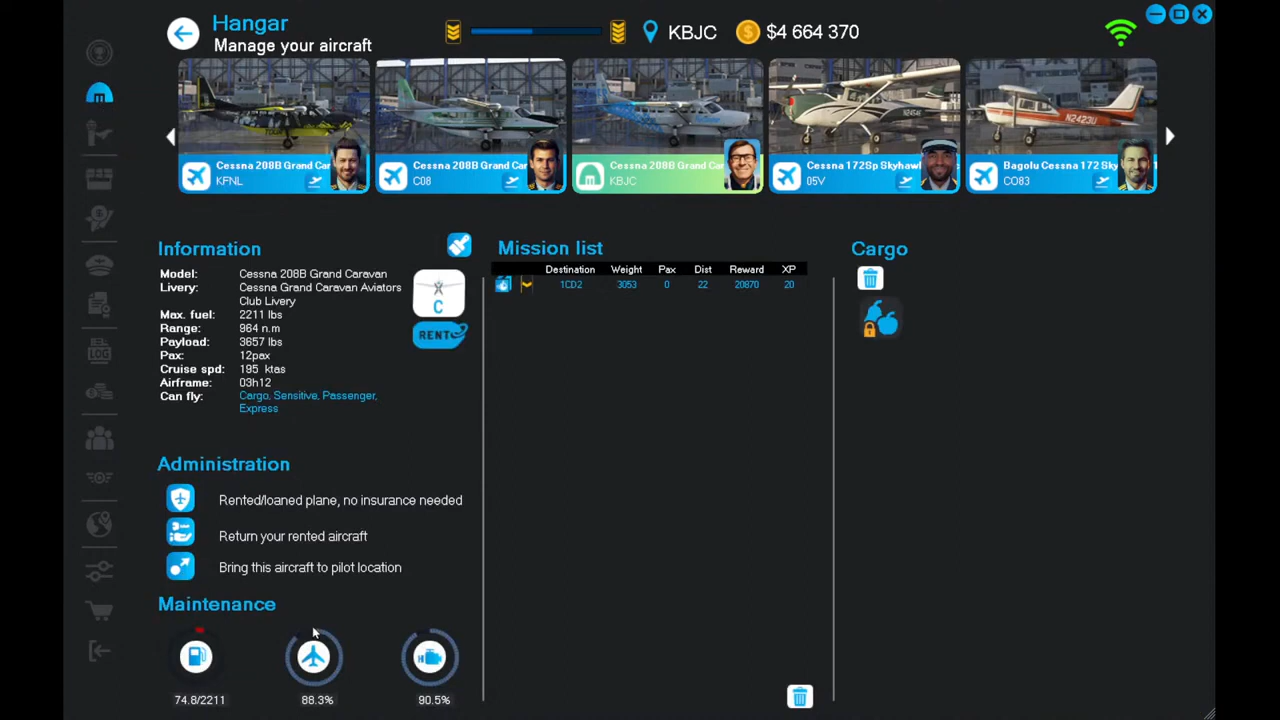 Hangar
Manage your aircraft
KBJC
$4 664 370
Cessna 208B Grand Car
KFNL
Cessna 208B Grand Car
C08
Cessna 208B Grand Car
KBJC
Cessna 172Sp Skyhawk
05V
Bagolu Cessna 172 Sky
CO83
N2423U
Information
Model: Cessna 208B Grand Caravan
Livery: Cessna Grand Caravan Aviators
Club Livery
Max. fuel: 2211 lbs
Range: 964 n.m
Payload: 3657 lbs
Pax: 12pax
Cruise spd: 195 ktas
Airframe: 03h12
Can fly: Cargo, Sensitive, Passenger,
Express
C
RENT
Administration
Rented/loaned plane, no insurance needed
Return your rented aircraft
Bring this aircraft to pilot location
Maintenance
74.8/2211
88.3%
90.5%
Mission list
Destination Weight Pax Dist Reward XP
1CD2 3053 0 22 20870 20
Cargo
LOG